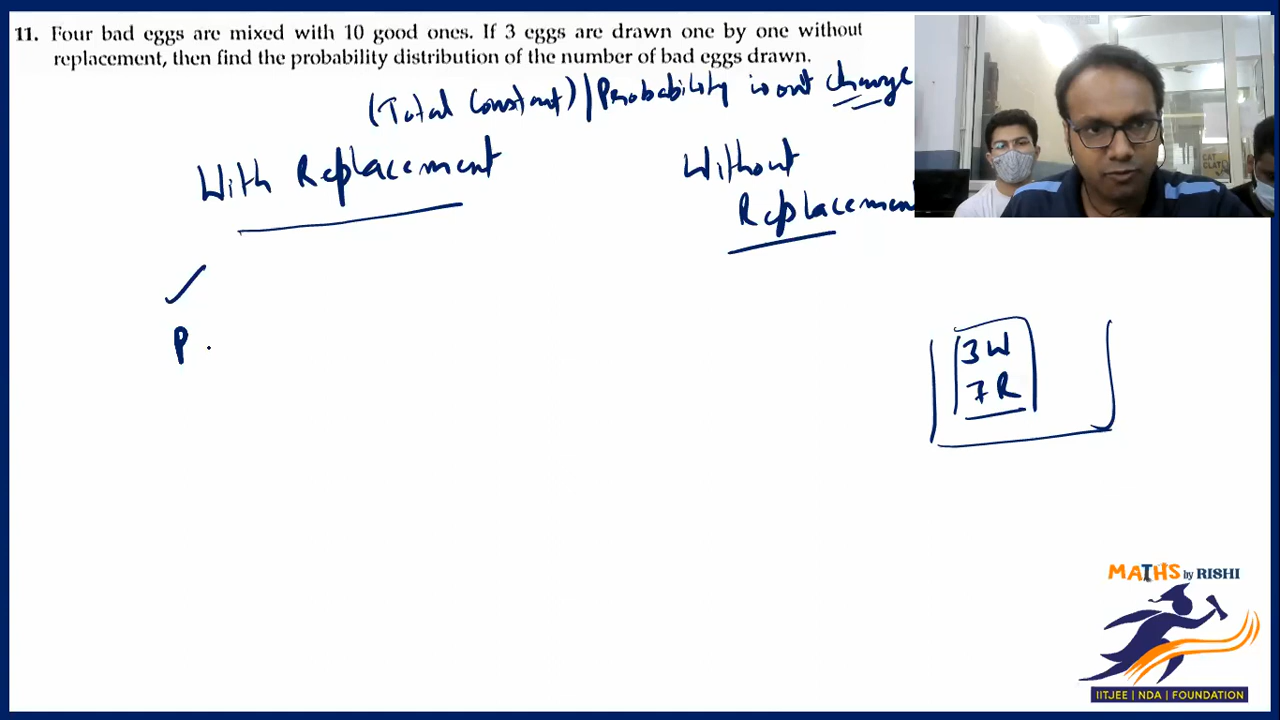 11. Four bad eggs are mixed with 10 good ones. If 3 eggs are drawn one by one without
replacement, then find the probability distribution of the number of bad eggs drawn.
(Total Constant) | Probability is not change
With Replacement
Without
Replacement
P
3W
7R
CAT
MATHS by RISHI
IITJEE | NDA | FOUNDATION